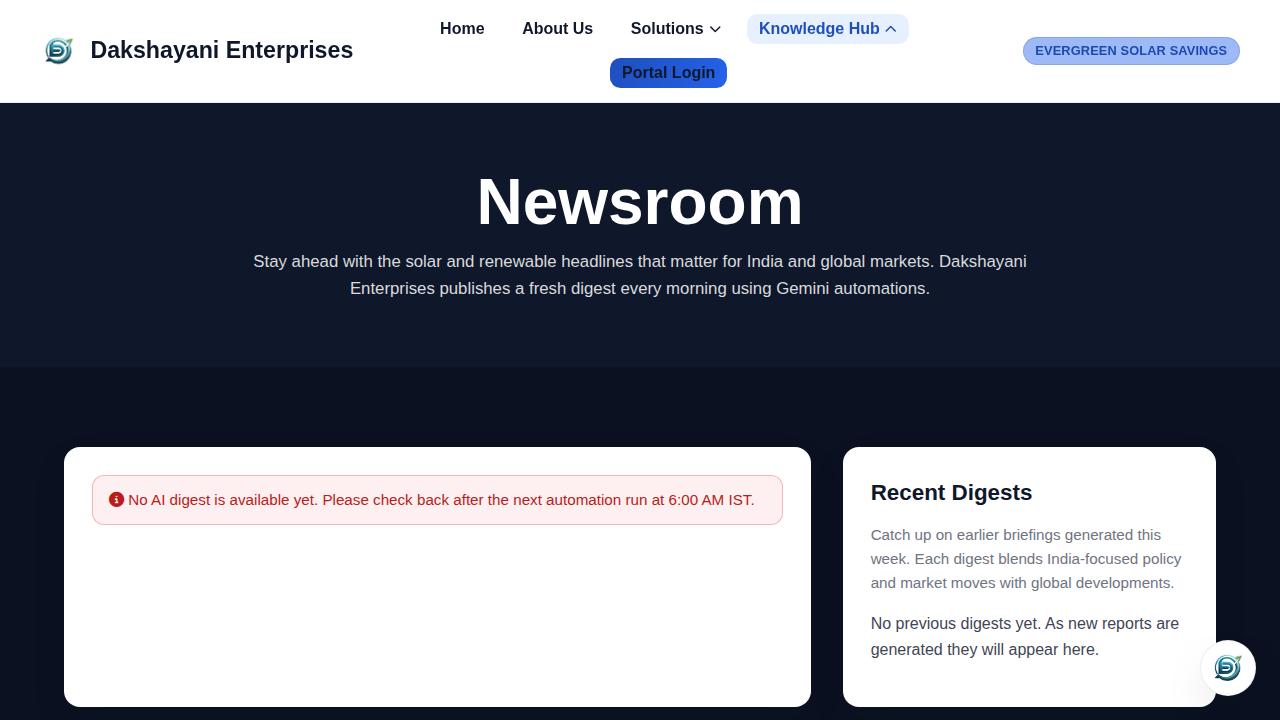 Dakshayani Enterprises
Home
About Us
Solutions
Knowledge Hub
Portal Login
EVERGREEN SOLAR SAVINGS
Newsroom
Stay ahead with the solar and renewable headlines that matter for India and global markets. Dakshayani
Enterprises publishes a fresh digest every morning using Gemini automations.
No AI digest is available yet. Please check back after the next automation run at 6:00 AM IST.
Recent Digests
Catch up on earlier briefings generated this
week. Each digest blends India-focused policy
and market moves with global developments.
No previous digests yet. As new reports are
generated they will appear here.